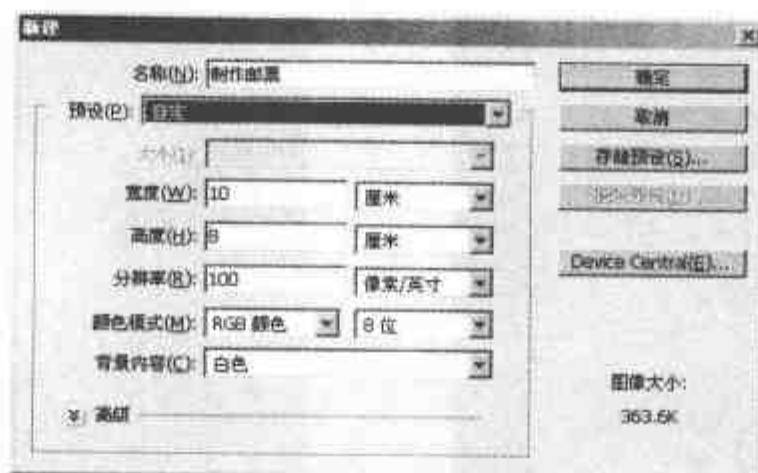 新建
名称(N): 制作邮票
确定
预设(P): 自定
取消
大小(I):
存储预设(S)...
宽度(W): 10 厘米
高度(H): 8 厘米
Device Central(E)...
分辨率(R): 100 像素/英寸
颜色模式(M): RGB 颜色 8 位
背景内容(C): 白色
图像大小:
高级
363.6K